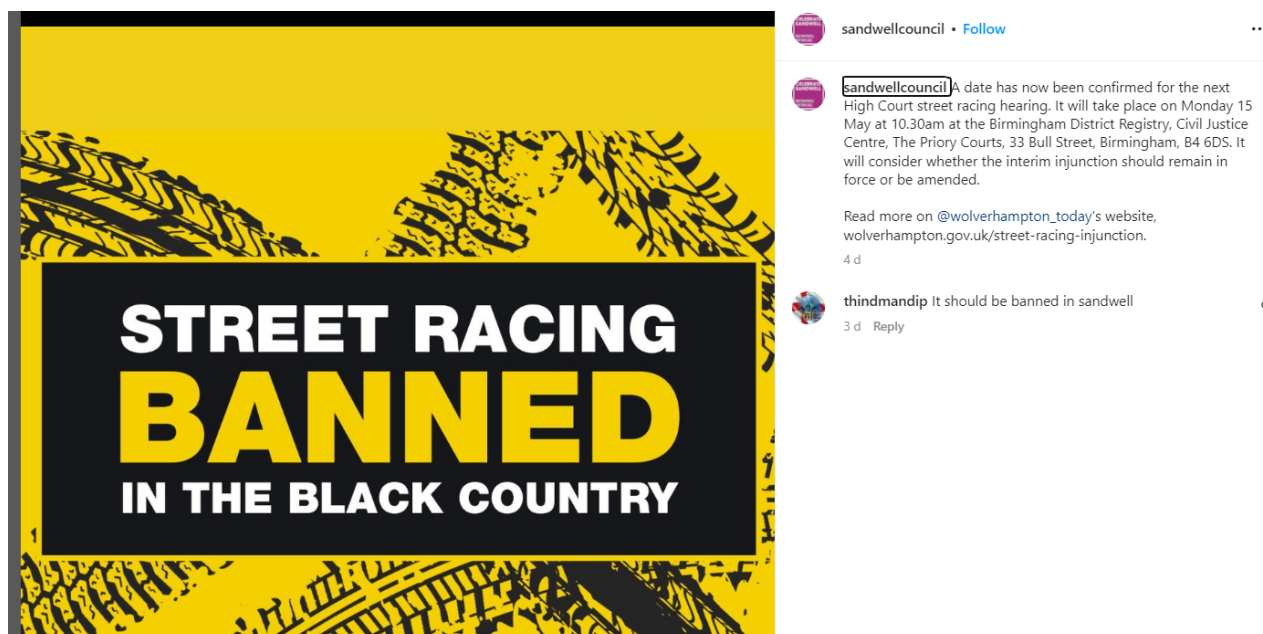 STREET RACING
BANNED
IN THE BLACK COUNTRY
sandwellcouncil • Follow
sandwellcouncil A date has now been confirmed for the next
High Court street racing hearing. It will take place on Monday 15
May at 10.30am at the Birmingham District Registry, Civil Justice
Centre, The Priory Courts, 33 Bull Street, Birmingham, B4 6DS. It
will consider whether the interim injunction should remain in
force or be amended.
Read more on @wolverhampton_today's website,
wolverhampton.gov.uk/street-racing-injunction.
4 d
thindmandip It should be banned in sandwell
3 d Reply